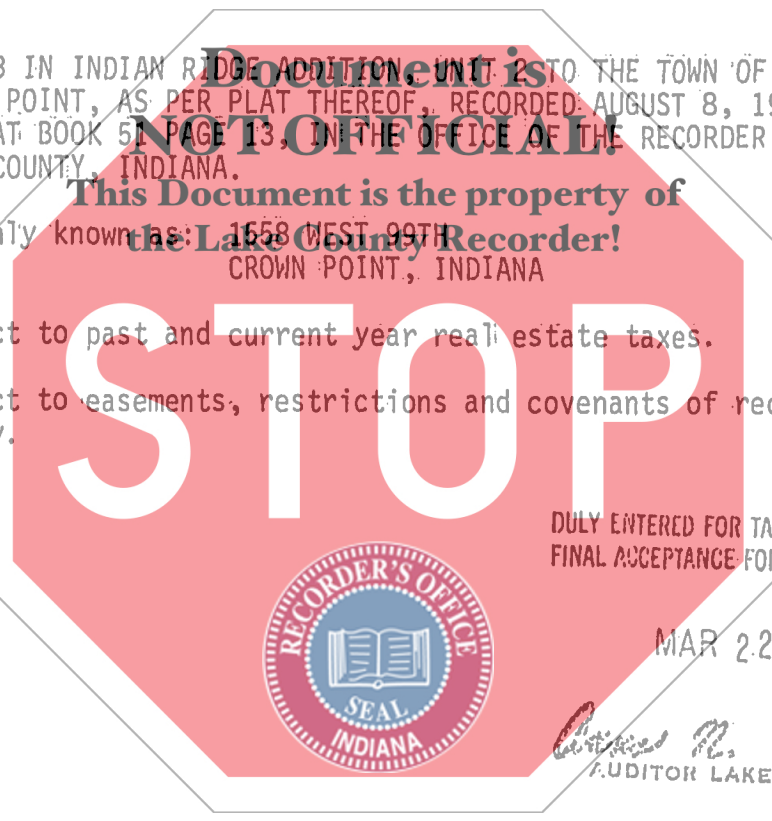 3 IN INDIAN RIDGE ADDITION, UNIT 2 TO THE TOWN OF
POINT, AS PER PLAT THEREOF, RECORDED AUGUST 8, 19
AT BOOK 51 PAGE 13, IN THE OFFICE OF THE RECORDER
COUNTY, INDIANA.
Document is
NOT OFFICIAL!
This Document is the property of
the Lake County Recorder!
ly known as: 1658 WEST 99TH
CROWN POINT, INDIANA
ct to past and current year real estate taxes.
ct to easements, restrictions and covenants of rec
y.
STOP
DULY ENTERED FOR TA
FINAL ACCEPTANCE FOR
MAR 22
RECORDER'S OFFICE
SEAL
INDIANA
AUDITOR LAKE